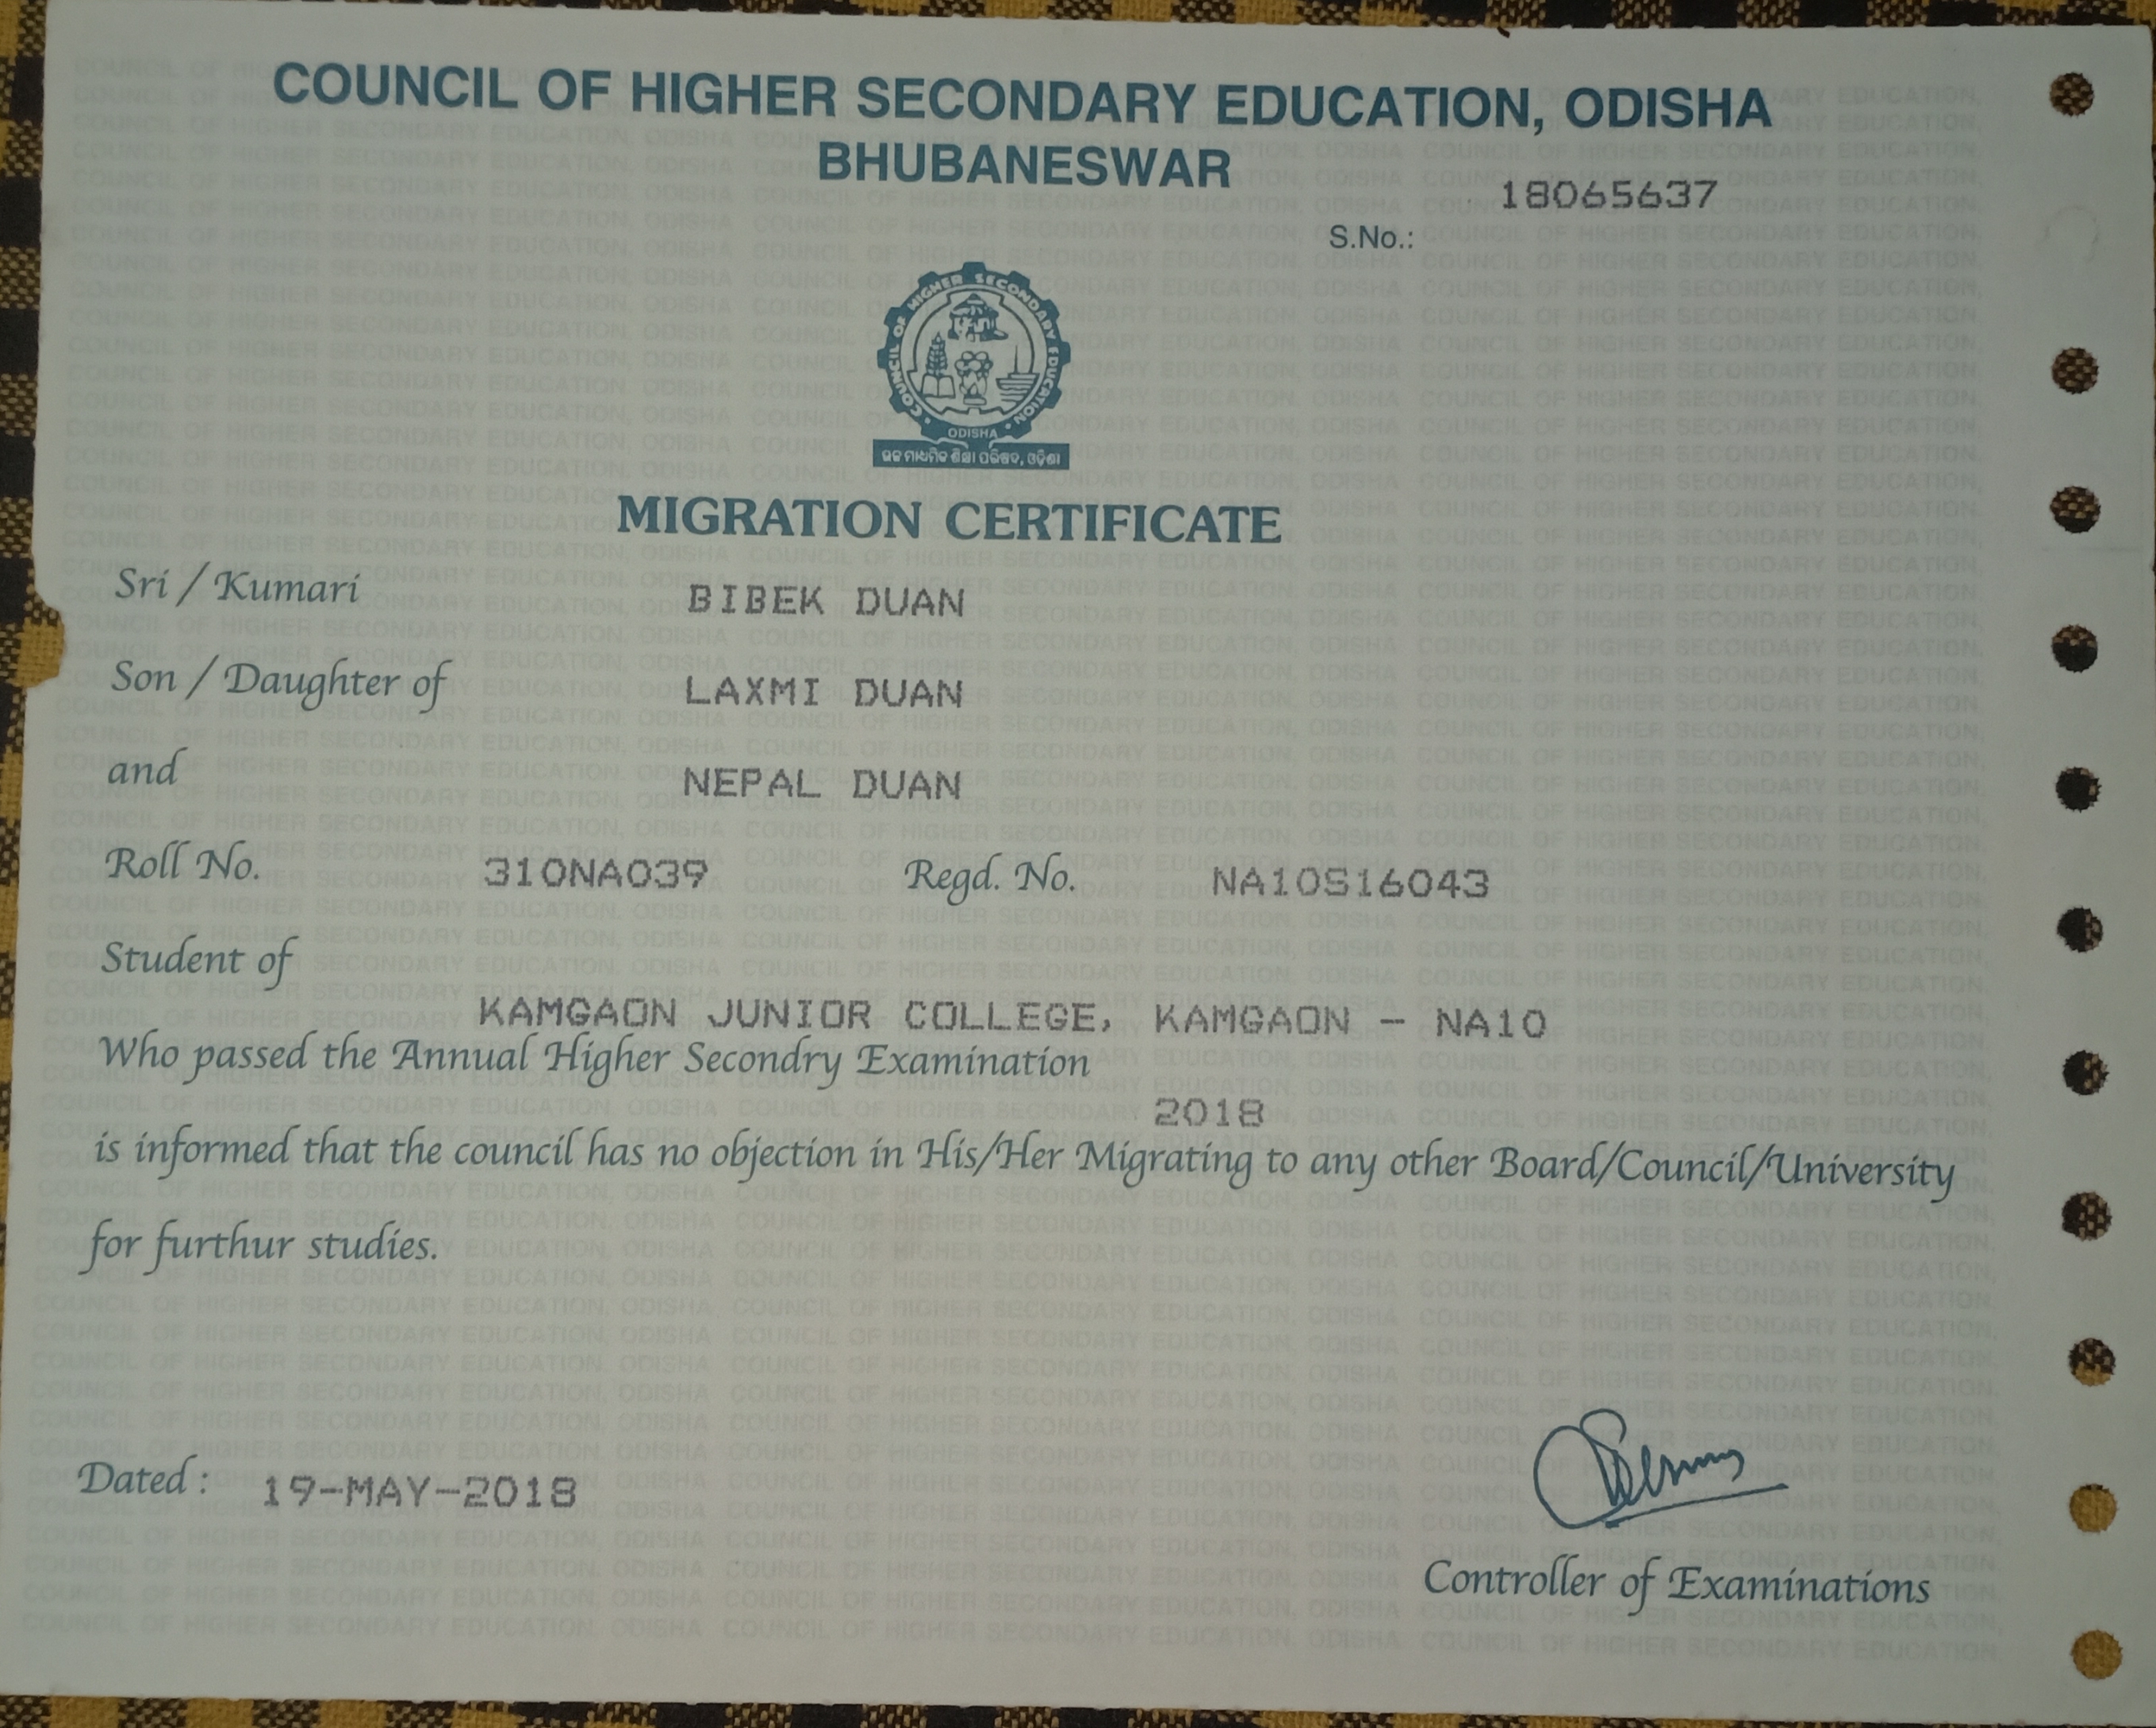 COUNCIL OF HIGHER SECONDARY EDUCATION, ODISHA
BHUBANESWAR
18065637
S.No.:
COUNCIL OF HIGHER SECONDARY EDUCATION
ODISHA
ଉଚ୍ଚ ମାଧ୍ୟମିକ ଶିକ୍ଷା ପରିଷଦ, ଓଡ଼ିଶା
MIGRATION CERTIFICATE
Sri / Kumari BIBEK DUAN
Son / Daughter of LAXMI DUAN
and NEPAL DUAN
Roll No. 310NA039 Regd. No. NA10S16043
Student of
KAMGAON JUNIOR COLLEGE, KAMGAON - NA10
Who passed the Annual Higher Secondry Examination
2018
is informed that the council has no objection in His/Her Migrating to any other Board/Council/University
for furthur studies.
Dated : 19-MAY-2018
Controller of Examinations